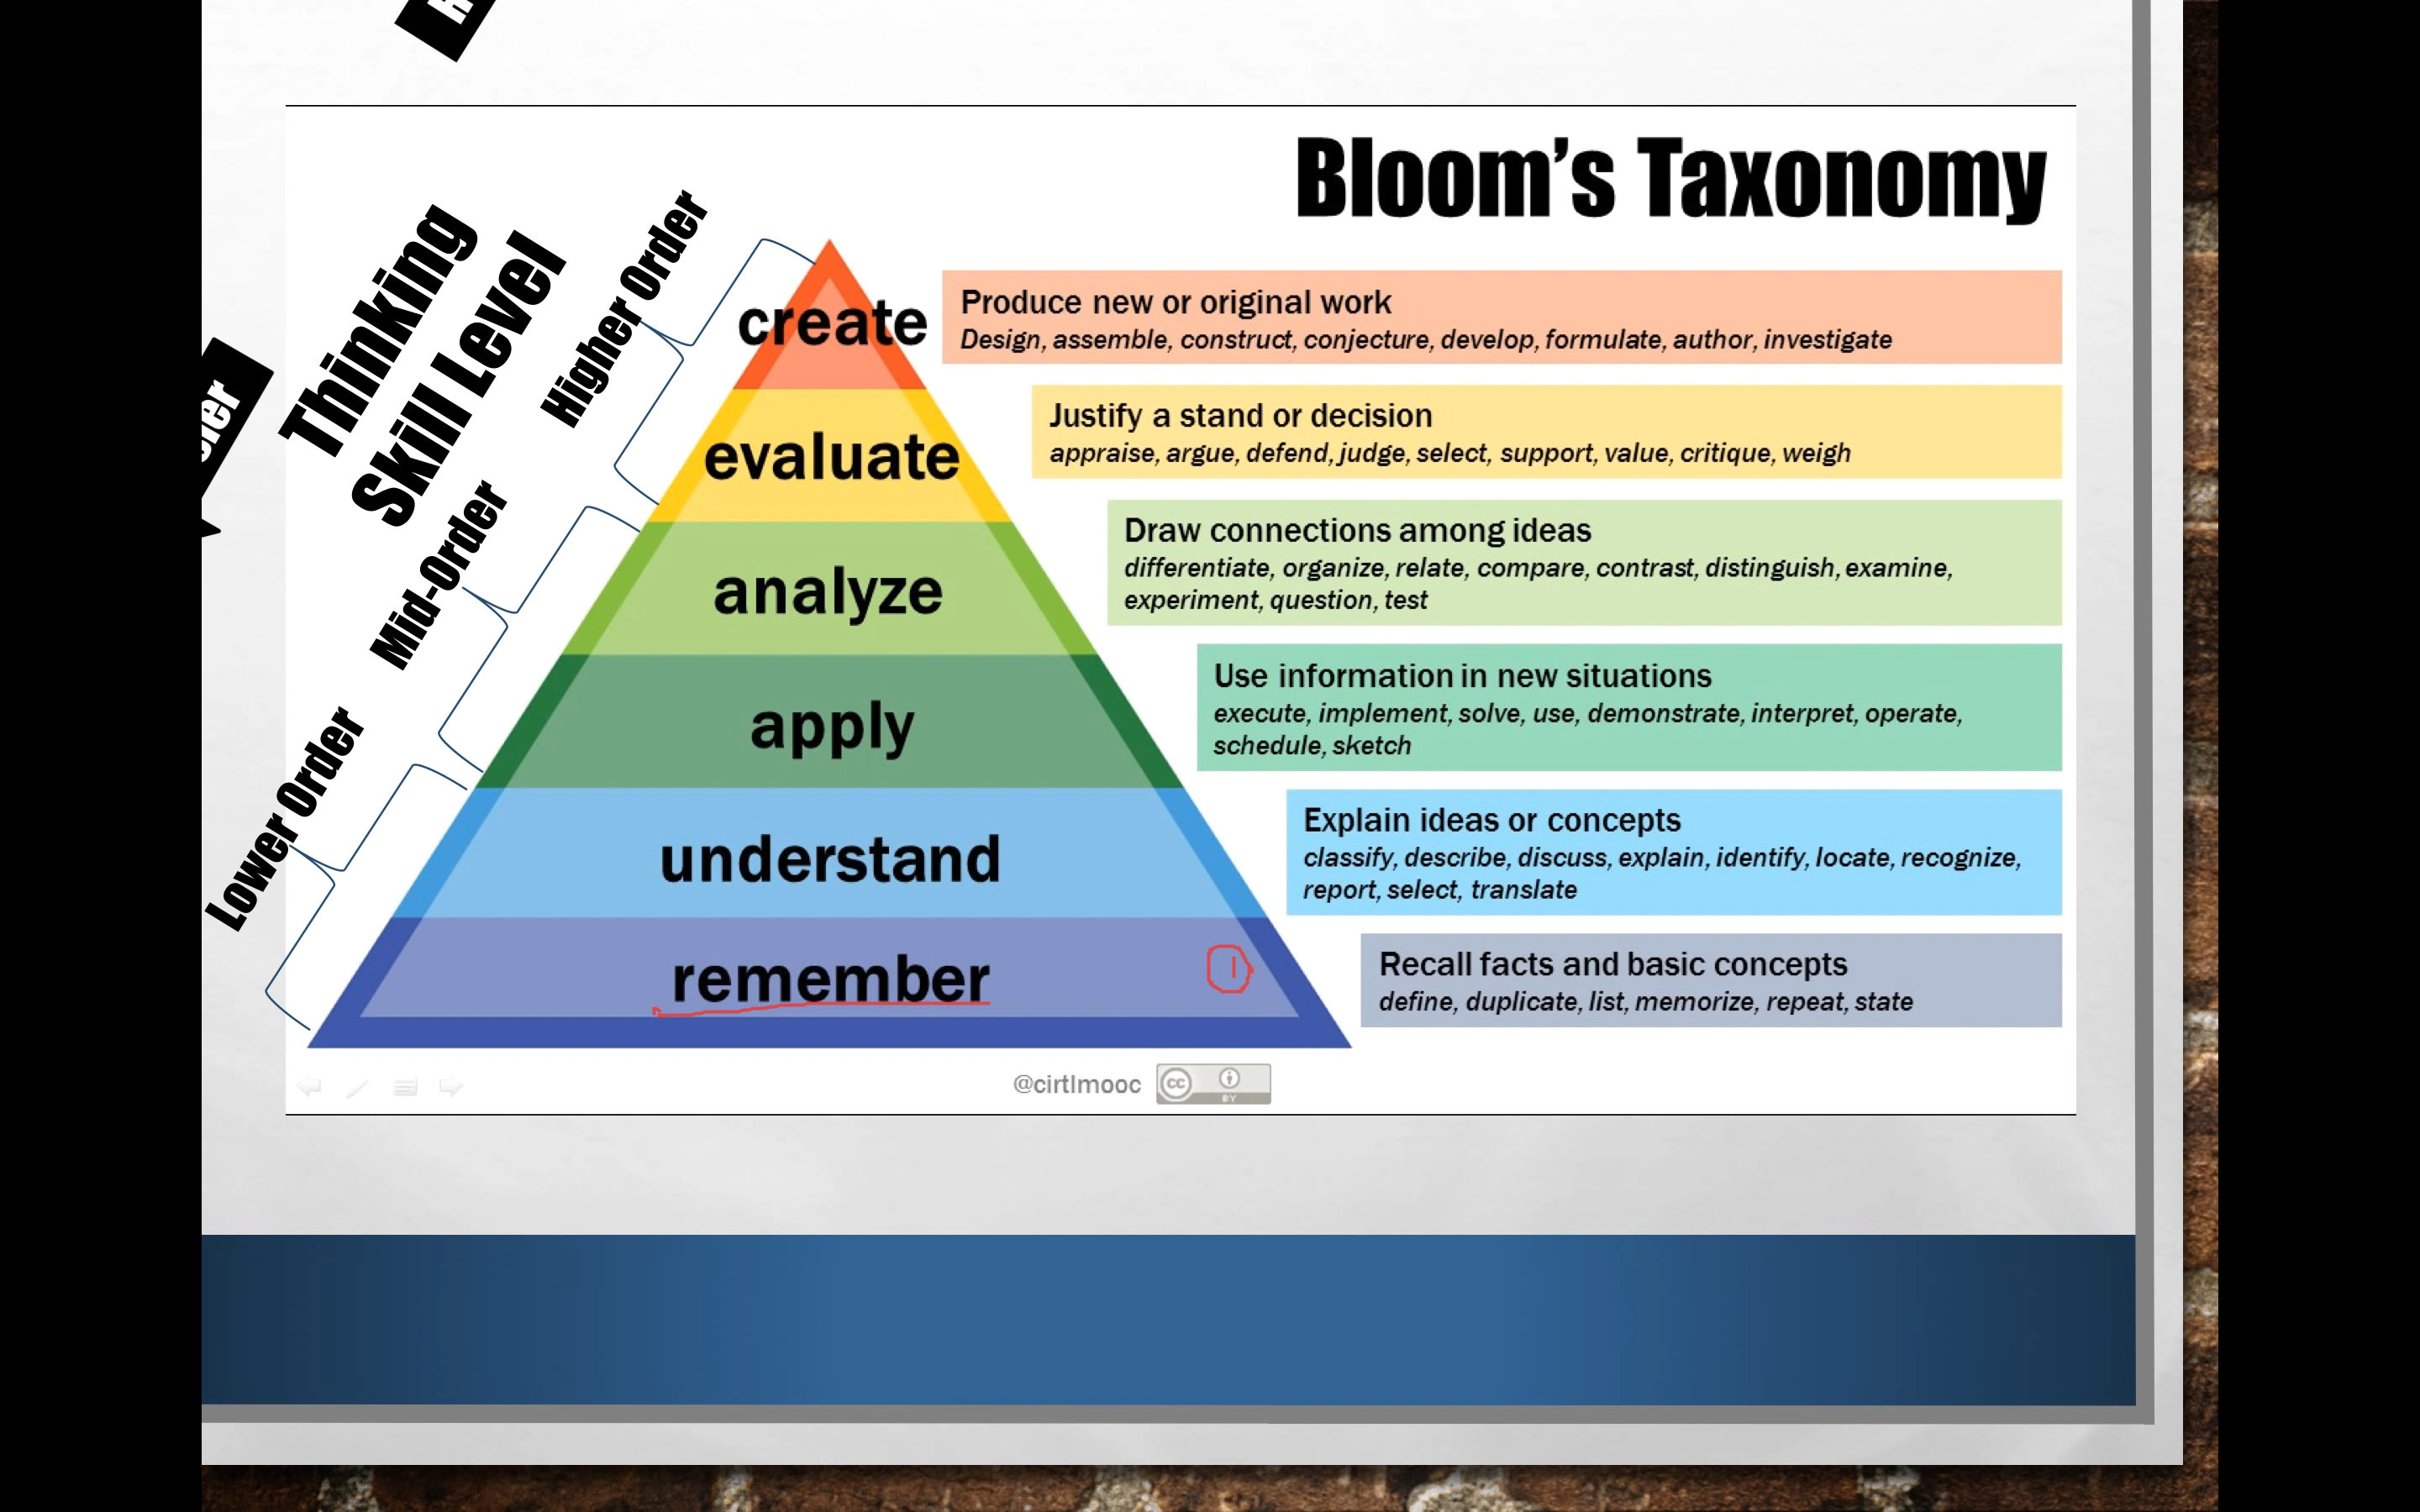 Bloom's Taxonomy
Thinking
Skill Level
Higher Order
Mid-Order
Lower Order
create
Produce new or original work
Design, assemble, construct, conjecture, develop, formulate, author, investigate
evaluate
Justify a stand or decision
appraise, argue, defend, judge, select, support, value, critique, weigh
analyze
Draw connections among ideas
differentiate, organize, relate, compare, contrast, distinguish, examine,
experiment, question, test
apply
Use information in new situations
execute, implement, solve, use, demonstrate, interpret, operate,
schedule, sketch
understand
Explain ideas or concepts
classify, describe, discuss, explain, identify, locate, recognize,
report, select, translate
remember
1
Recall facts and basic concepts
define, duplicate, list, memorize, repeat, state
@cirtlmooc
cc
BY